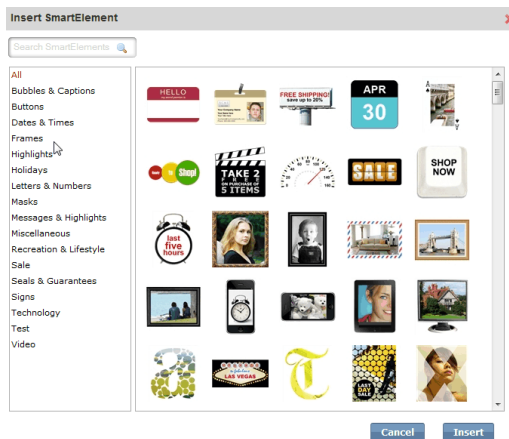 Insert SmartElement
Search SmartElements
All
Bubbles & Captions
Buttons
Dates & Times
Frames
Highlights
Holidays
Letters & Numbers
Masks
Messages & Highlights
Miscellaneous
Recreation & Lifestyle
Sale
Seals & Guarantees
Signs
Technology
Test
Video
HELLO
FREE SHIPPING!
save up to 20%
APR
30
A
A
Shop!
TAKE 2
FREE
ON PURCHASE OF
5 ITEMS
SALE
SHOP
NOW
last
five
hours
LAS VEGAS
LAST
DAY
SALE
Cancel
Insert